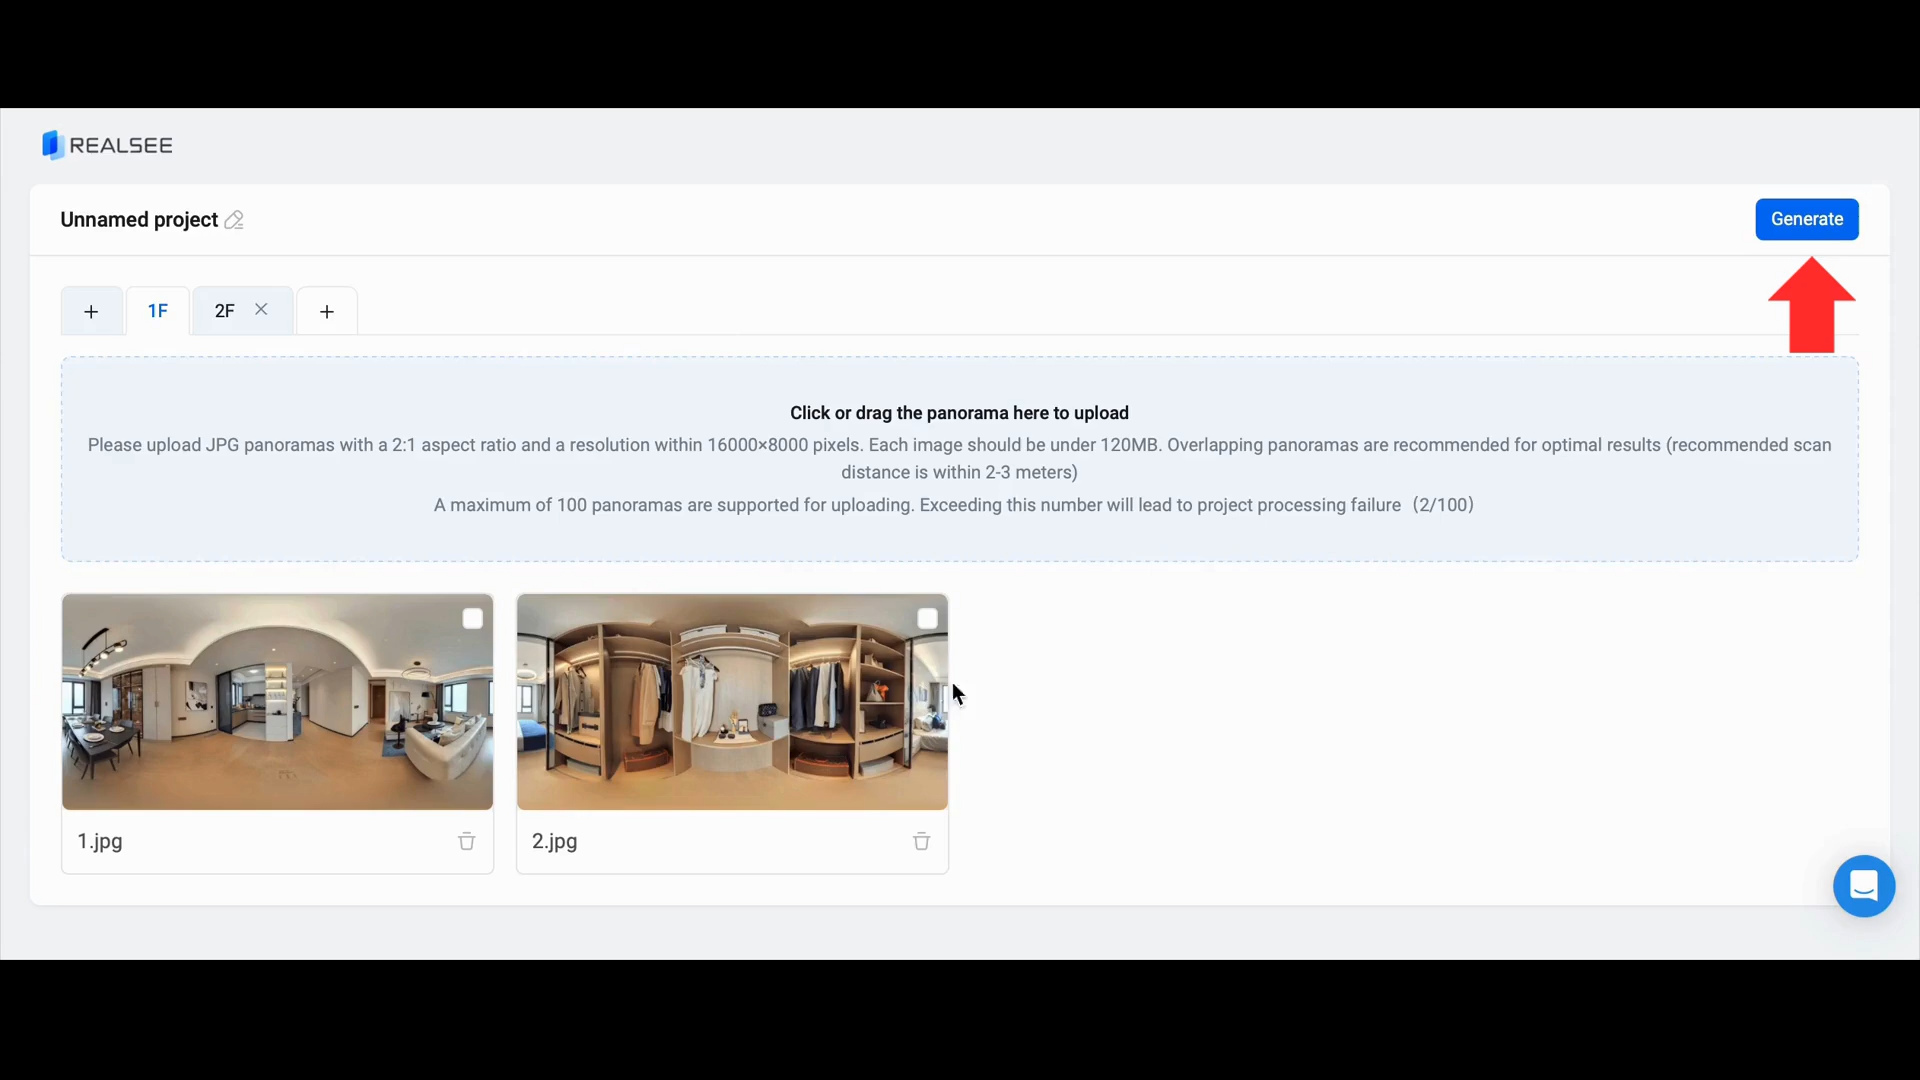 REALSEE
Unnamed project
Generate
+ 1F 2F × +
Click or drag the panorama here to upload
Please upload JPG panoramas with a 2:1 aspect ratio and a resolution within 16000×8000 pixels. Each image should be under 120MB. Overlapping panoramas are recommended for optimal results (recommended scan
distance is within 2-3 meters)
A maximum of 100 panoramas are supported for uploading. Exceeding this number will lead to project processing failure (2/100)
1.jpg
2.jpg